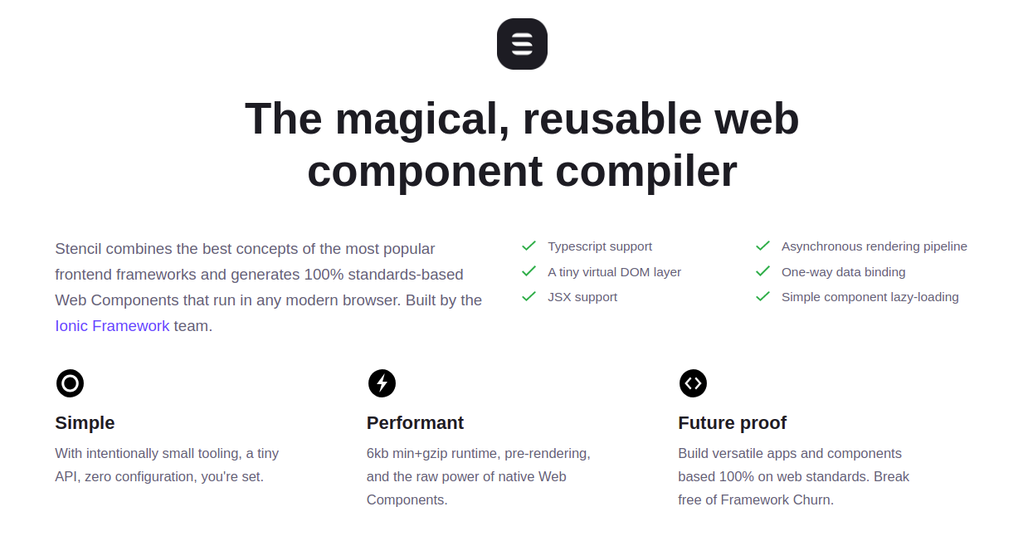 The magical, reusable web
component compiler
Stencil combines the best concepts of the most popular
frontend frameworks and generates 100% standards-based
Web Components that run in any modern browser. Built by the
Ionic Framework team.
Typescript support
A tiny virtual DOM layer
JSX support
Asynchronous rendering pipeline
One-way data binding
Simple component lazy-loading
Simple
With intentionally small tooling, a tiny
API, zero configuration, you're set.
Performant
6kb min+gzip runtime, pre-rendering,
and the raw power of native Web
Components.
Future proof
Build versatile apps and components
based 100% on web standards. Break
free of Framework Churn.